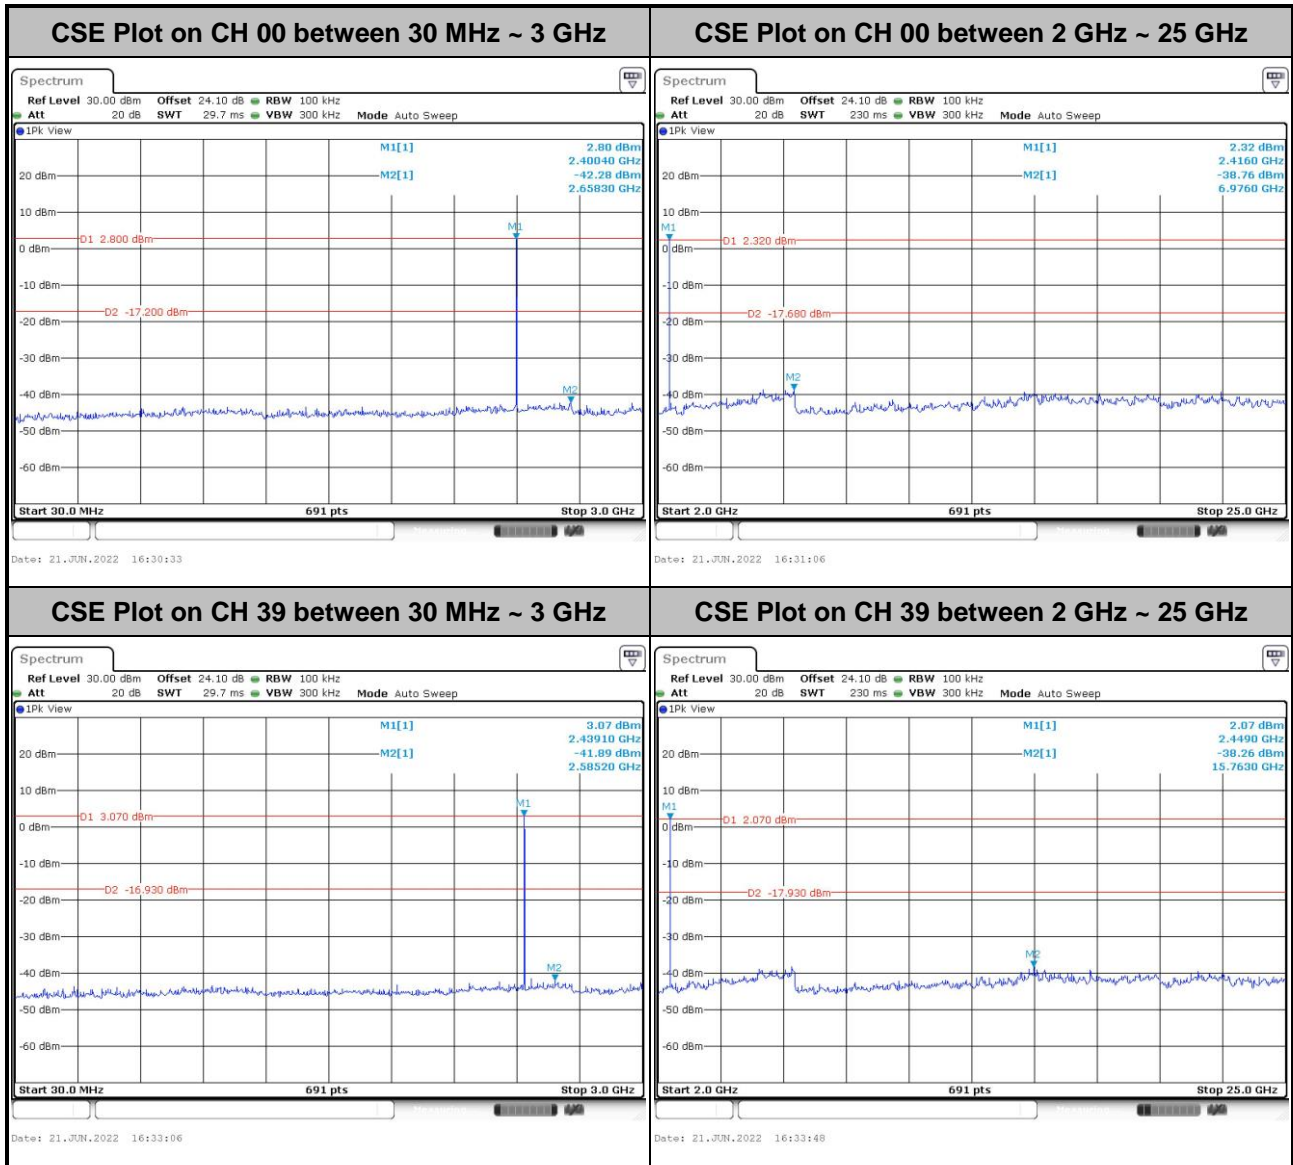 CSE Plot on CH 00 between 30 MHz ~ 3 GHz
Spectrum
Ref Level 30.00 dBm Offset 24.10 dB RBW 100 kHz
Att 20 dB SWT 29.7 ms VBW 300 kHz Mode Auto Sweep
1Pk View
M1[1] 2.80 dBm
2.40040 GHz
M2[1] -42.28 dBm
2.65830 GHz
20 dBm
10 dBm
M1
D1 2.800 dBm
0 dBm
-10 dBm
D2 -17.200 dBm
-20 dBm
-30 dBm
M2
-40 dBm
-50 dBm
-60 dBm
Start 30.0 MHz 691 pts Stop 3.0 GHz
Date: 21.JUN.2022 16:30:33
CSE Plot on CH 00 between 2 GHz ~ 25 GHz
Spectrum
Ref Level 30.00 dBm Offset 24.10 dB RBW 100 kHz
Att 20 dB SWT 230 ms VBW 300 kHz Mode Auto Sweep
1Pk View
M1[1] 2.32 dBm
2.4160 GHz
M2[1] -38.76 dBm
6.9760 GHz
20 dBm
10 dBm
M1
D1 2.320 dBm
0 dBm
-10 dBm
D2 -17.680 dBm
-20 dBm
-30 dBm
M2
-40 dBm
-50 dBm
-60 dBm
Start 2.0 GHz 691 pts Stop 25.0 GHz
Date: 21.JUN.2022 16:31:06
CSE Plot on CH 39 between 30 MHz ~ 3 GHz
Spectrum
Ref Level 30.00 dBm Offset 24.10 dB RBW 100 kHz
Att 20 dB SWT 29.7 ms VBW 300 kHz Mode Auto Sweep
1Pk View
M1[1] 3.07 dBm
2.43910 GHz
M2[1] -41.89 dBm
2.58520 GHz
20 dBm
10 dBm
M1
D1 3.070 dBm
0 dBm
-10 dBm
D2 -16.930 dBm
-20 dBm
-30 dBm
M2
-40 dBm
-50 dBm
-60 dBm
Start 30.0 MHz 691 pts Stop 3.0 GHz
Date: 21.JUN.2022 16:33:06
CSE Plot on CH 39 between 2 GHz ~ 25 GHz
Spectrum
Ref Level 30.00 dBm Offset 24.10 dB RBW 100 kHz
Att 20 dB SWT 230 ms VBW 300 kHz Mode Auto Sweep
1Pk View
M1[1] 2.07 dBm
2.4490 GHz
M2[1] -38.26 dBm
15.7630 GHz
20 dBm
10 dBm
M1
D1 2.070 dBm
0 dBm
-10 dBm
D2 -17.930 dBm
-20 dBm
-30 dBm
M2
-40 dBm
-50 dBm
-60 dBm
Start 2.0 GHz 691 pts Stop 25.0 GHz
Date: 21.JUN.2022 16:33:48